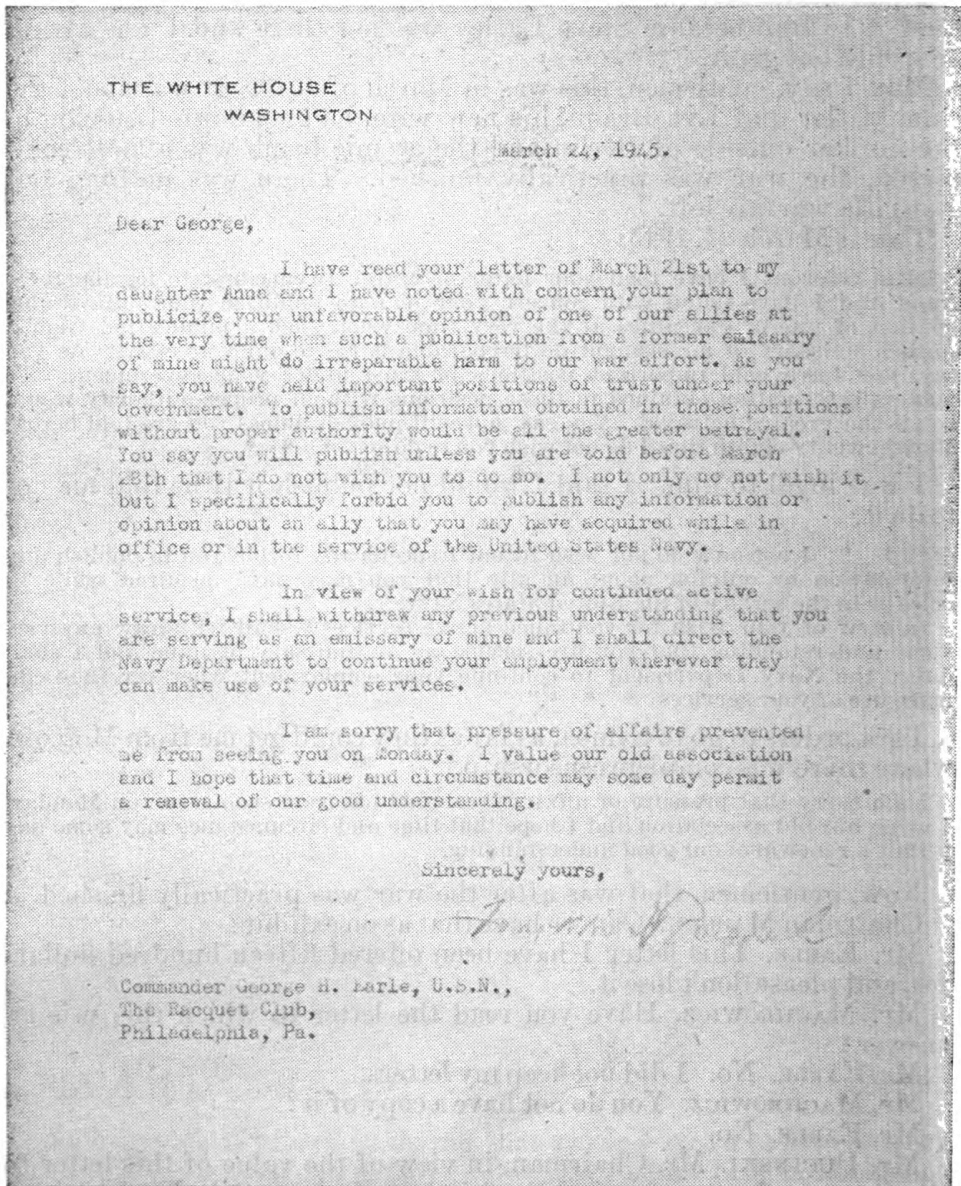 THE WHITE HOUSE
WASHINGTON
March 24, 1945.
Dear George,
I have read your letter of March 21st to my
daughter Anna and I have noted with concern your plan to
publicize your unfavorable opinion of one of our allies at
the very time when such a publication from a former emissary
of mine might do irreparable harm to our war effort. As you
say, you have held important positions of trust under your
Government. To publish information obtained in those positions
without proper authority would be all the greater betrayal.
You say you will publish unless you are told before March
28th that I do not wish you to do so. I not only do not wish it
but I specifically forbid you to publish any information or
opinion about an ally that you may have acquired while in
office or in the service of the United States Navy.
In view of your wish for continued active
service, I shall withdraw any previous understanding that you
are serving as an emissary of mine and I shall direct the
Navy Department to continue your employment wherever they
can make use of your services.
I am sorry that pressure of affairs prevented
me from seeing you on Monday. I value our old association
and I hope that time and circumstance may some day permit
a renewal of our good understanding.
Sincerely yours,
Commander George H. Earle, U.S.N.,
The Racquet Club,
Philadelphia, Pa.